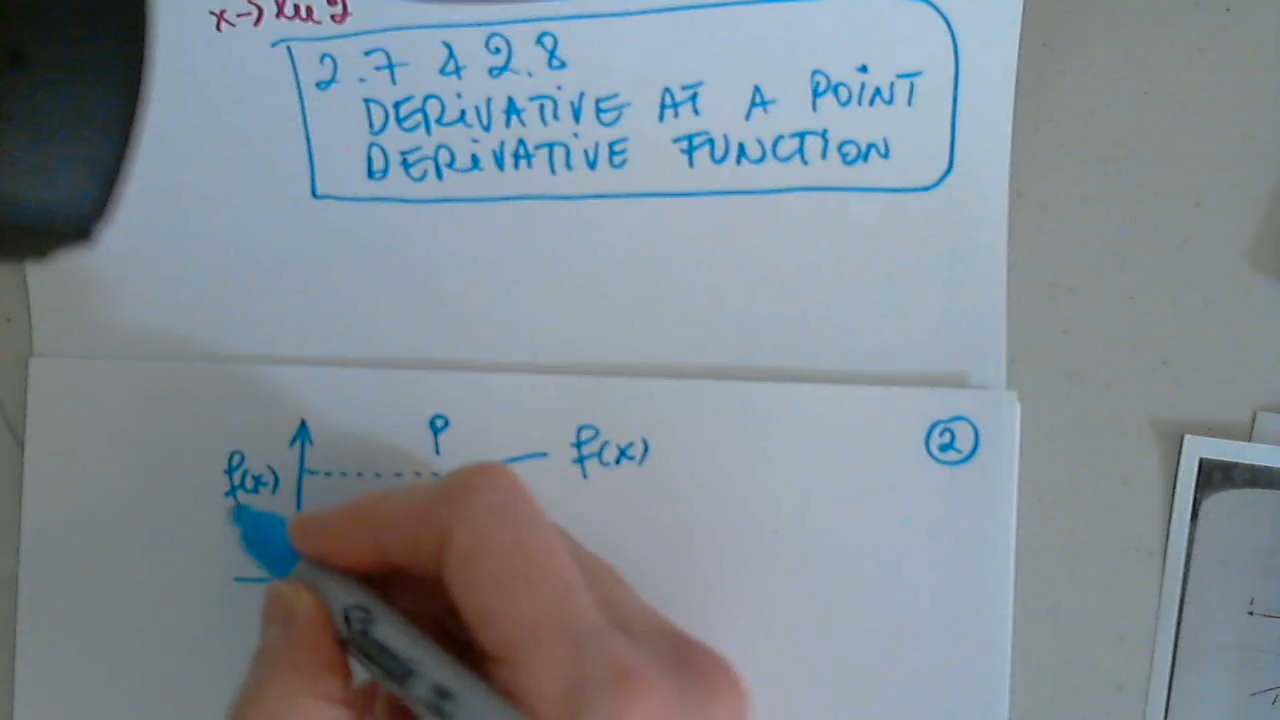 2.7 & 2.8
DERiVATiVE AT A POiNT
DERiVATiVE FUNCTION
P
f(x)
2
f(x)